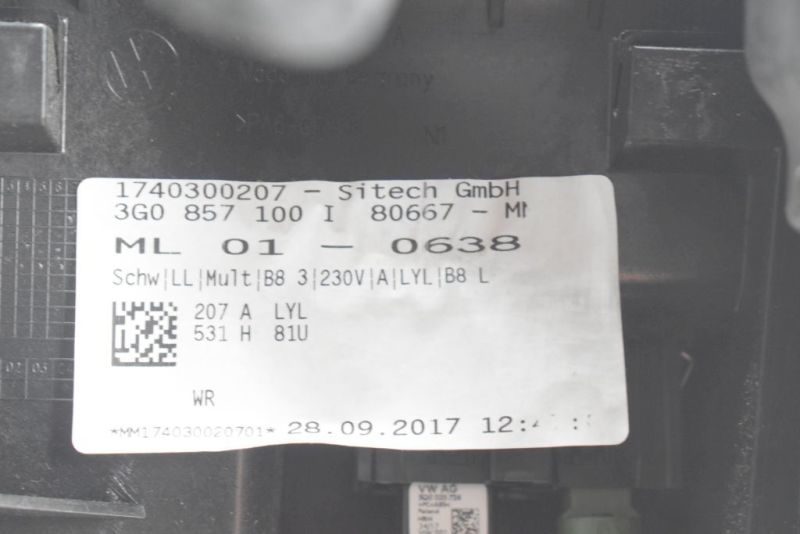 1740300207 - Sitech GmbH
3G0 857 100 I 80667 -
ML 01 - 0638
Schw|LL|Mult|B8 3|230V|A|LYL|B8 L
207 A LYL
531 H 81U
WR
*MM174030020701* 28.09.2017
VW AG